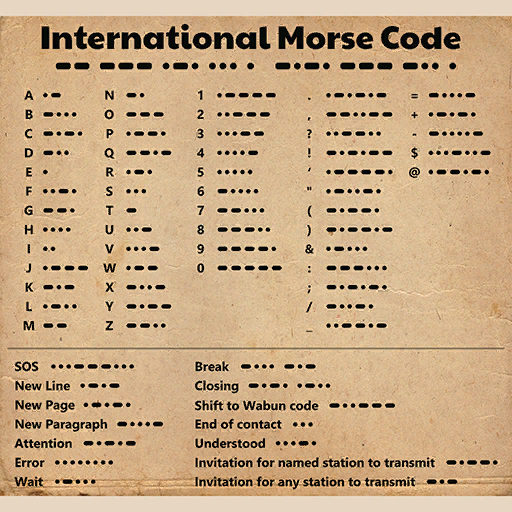 International Morse Code
A N 1 . =
B O 2 , +
C P 3 ? -
D Q 4 ! $
E R 5 ' @
F S 6 "
G T 7 (
H U 8 )
I V 9 &
J W 0 :
K X ;
L Y /
M Z _
SOS Break
New Line Closing
New Page Shift to Wabun code
New Paragraph End of contact
Attention Understood
Error Invitation for named station to transmit
Wait Invitation for any station to transmit